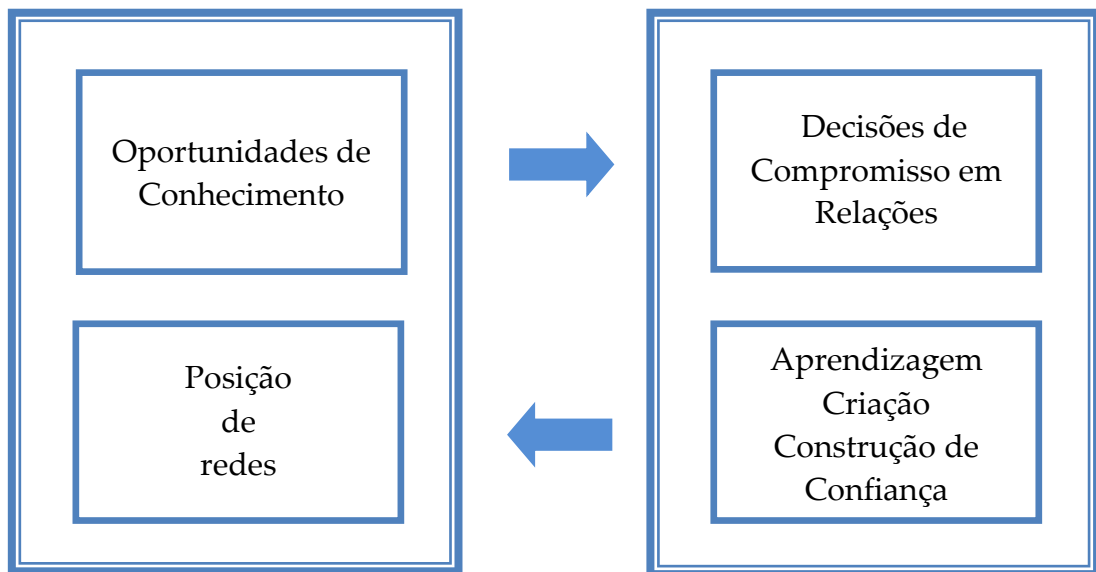 Oportunidades de
Conhecimento
Decisões de
Compromisso em
Relações
Posição
de
redes
Aprendizagem
Criação
Construção de
Confiança